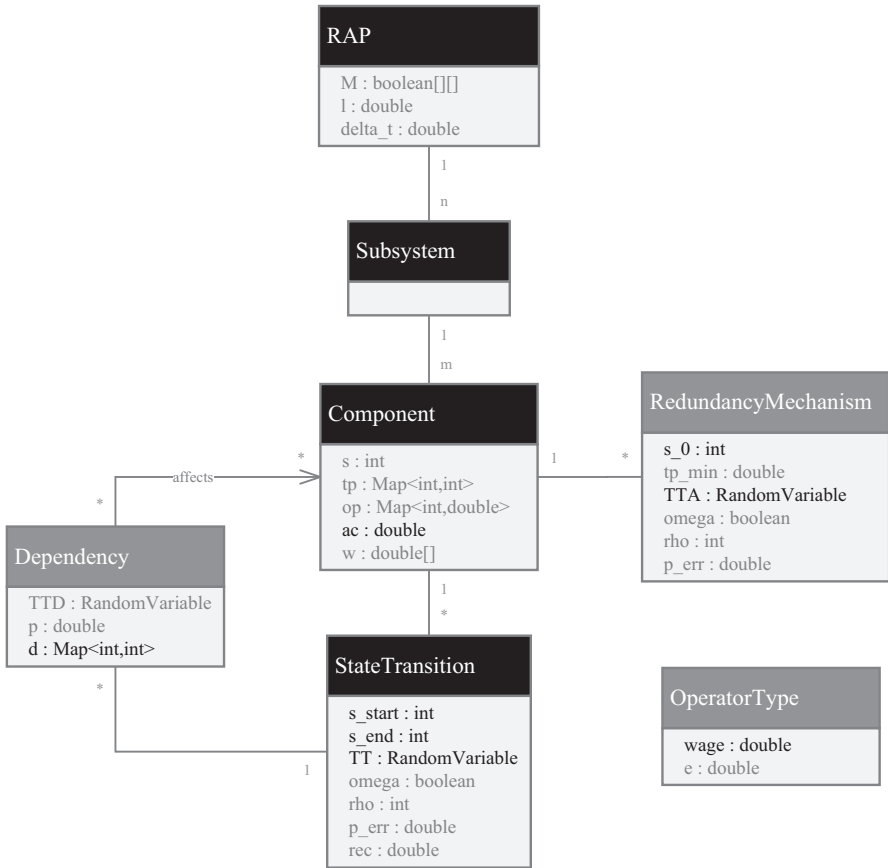 RAP
M : boolean[][]
l : double
delta_t : double
1
n
Subsystem
1
m
Component
s : int
tp : Map<int,int>
op : Map<int,double>
ac : double
w : double[]
1
*
RedundancyMechanism
s_0 : int
tp_min : double
TTA : RandomVariable
omega : boolean
rho : int
p_err : double
*
affects
*
Dependency
TTD : RandomVariable
p : double
d : Map<int,int>
*
1
1
*
StateTransition
s_start : int
s_end : int
TT : RandomVariable
omega : boolean
rho : int
p_err : double
rec : double
OperatorType
wage : double
e : double